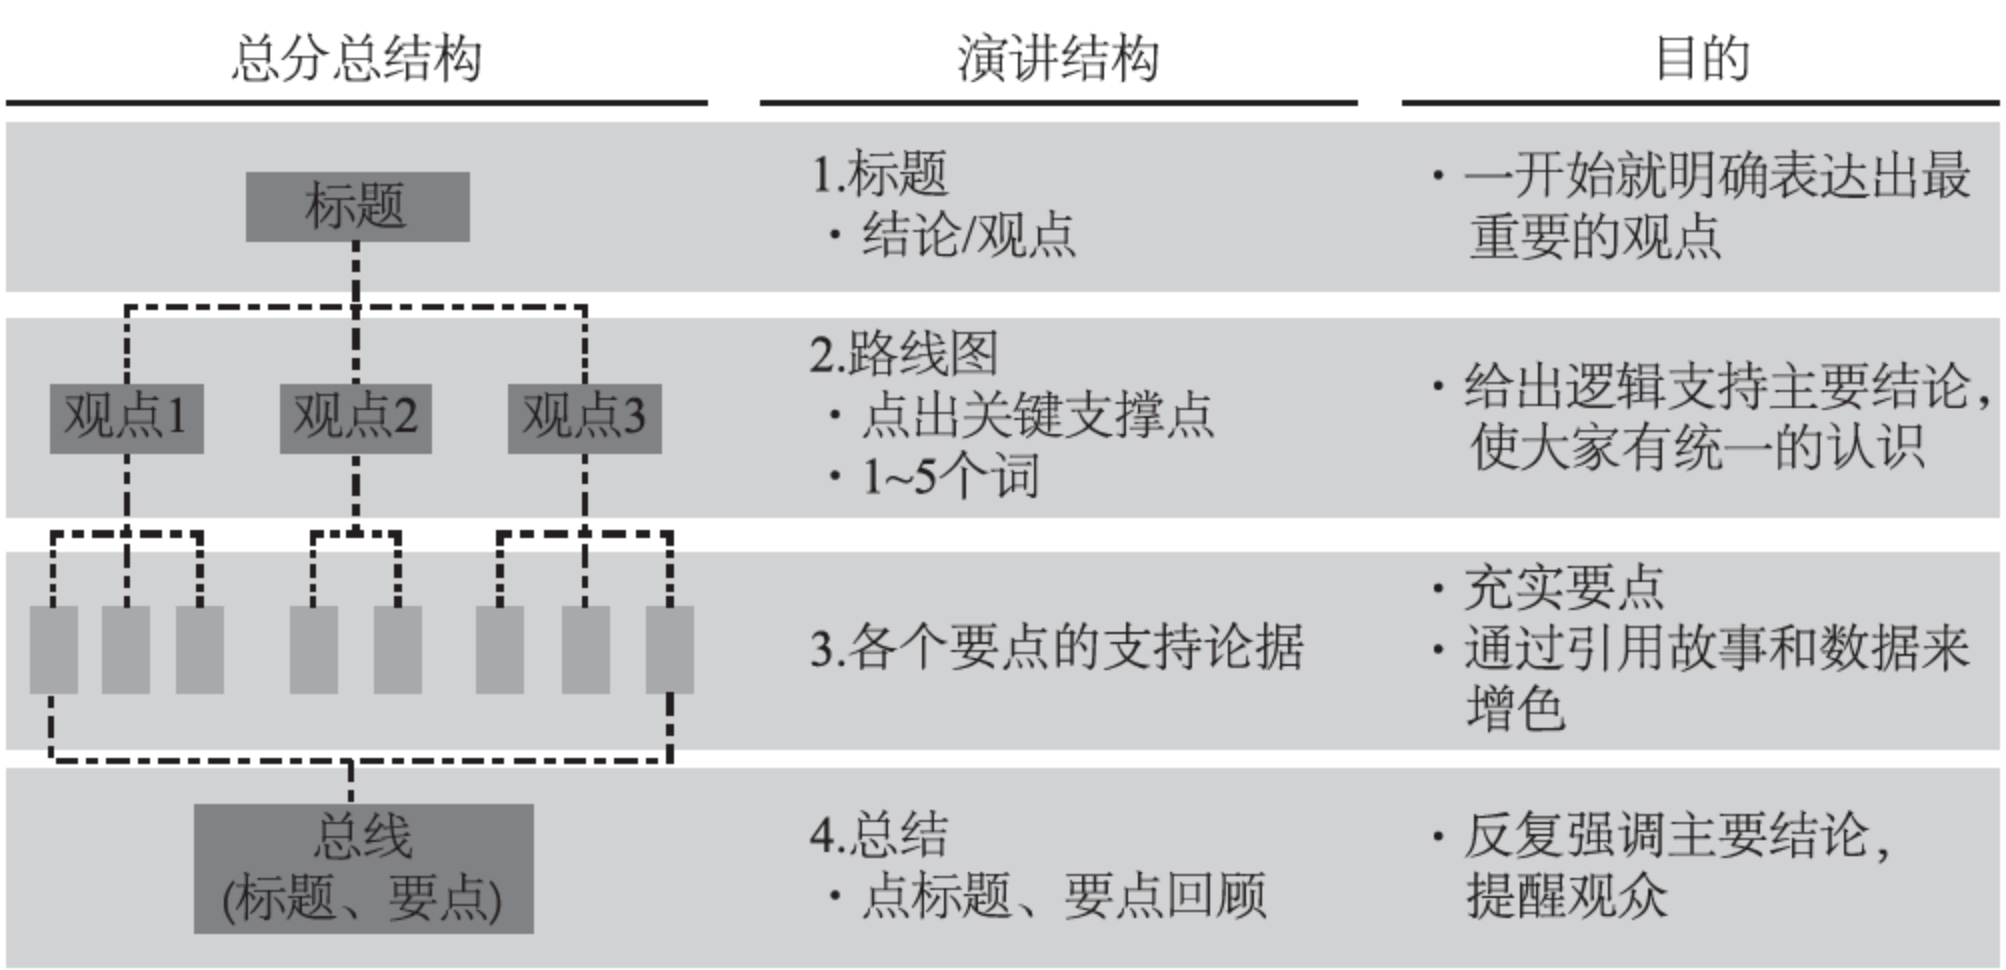 总分总结构
演讲结构
目的
标题
1.标题
·结论/观点
·一开始就明确表达出最
重要的观点
观点1
观点2
观点3
2.路线图
·点出关键支撑点
·1~5个词
·给出逻辑支持主要结论，
使大家有统一的认识
3.各个要点的支持论据
·充实要点
·通过引用故事和数据来
增色
总线
(标题、要点)
4.总结
·点标题、要点回顾
·反复强调主要结论，
提醒观众